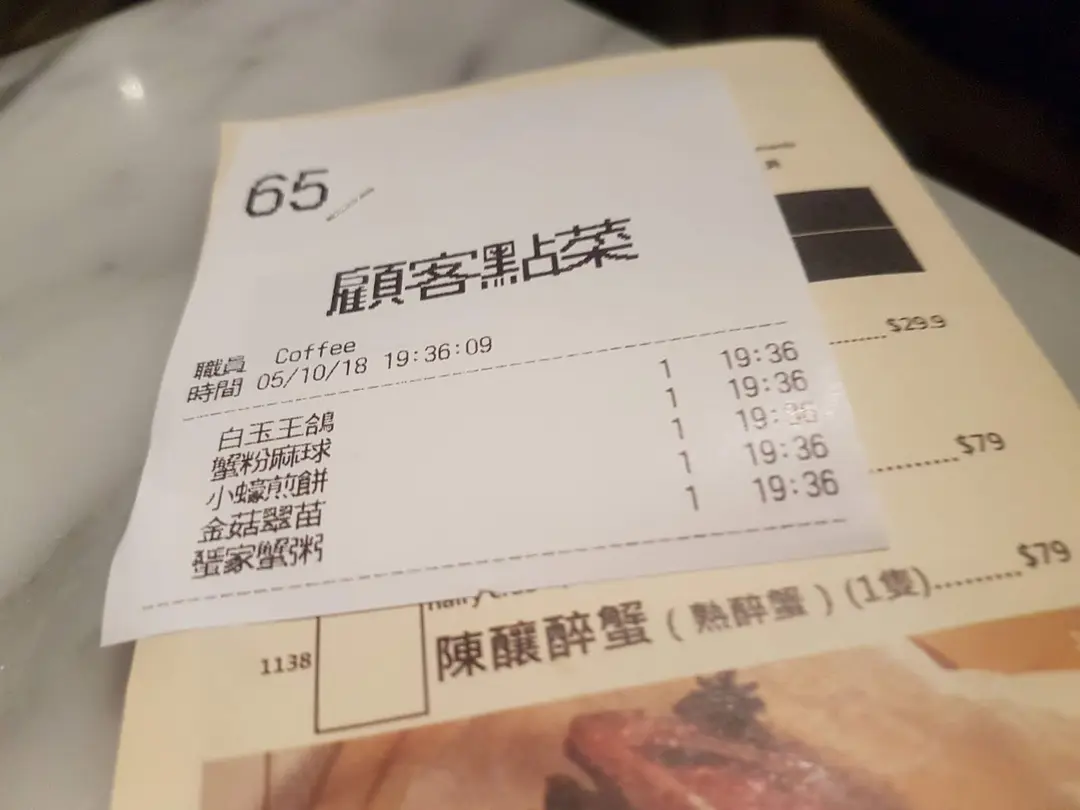 65
顧客點菜
職員 Coffee
時間 05/10/18 19:36:09
白玉王鴿 1 19:36
蟹粉麻球 1 19:36
小蠔煎餅 1 19:36
金菇翠苗 1 19:36
蜑家蟹粥 1 19:36
$29.9
$79
1138 陳釀醉蟹(熟醉蟹)(1隻).........$79